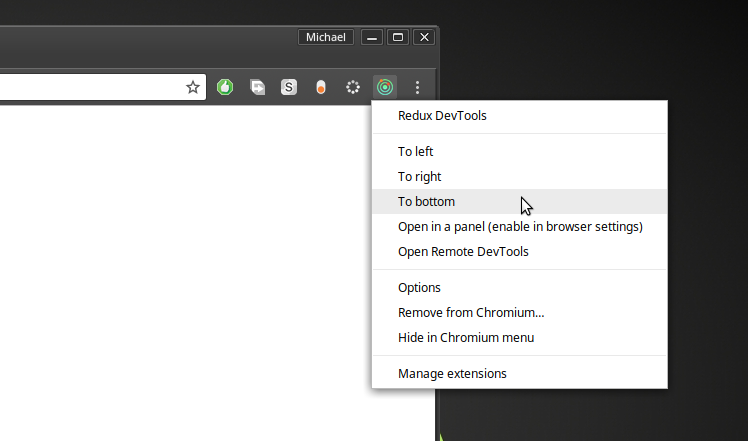 Michael
S
Redux DevTools
To left
To right
To bottom
Open in a panel (enable in browser settings)
Open Remote DevTools
Options
Remove from Chromium...
Hide in Chromium menu
Manage extensions